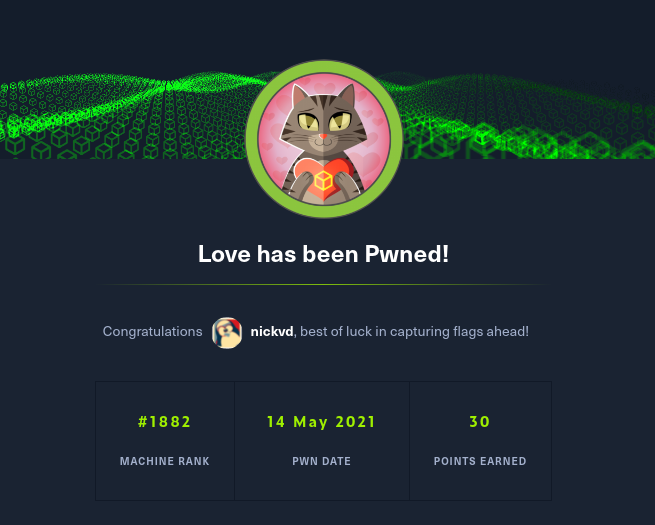 Love has been Pwned!
Congratulations nickvd, best of luck in capturing flags ahead!
#1882 14 May 2021 30
MACHINE RANK PWN DATE POINTS EARNED